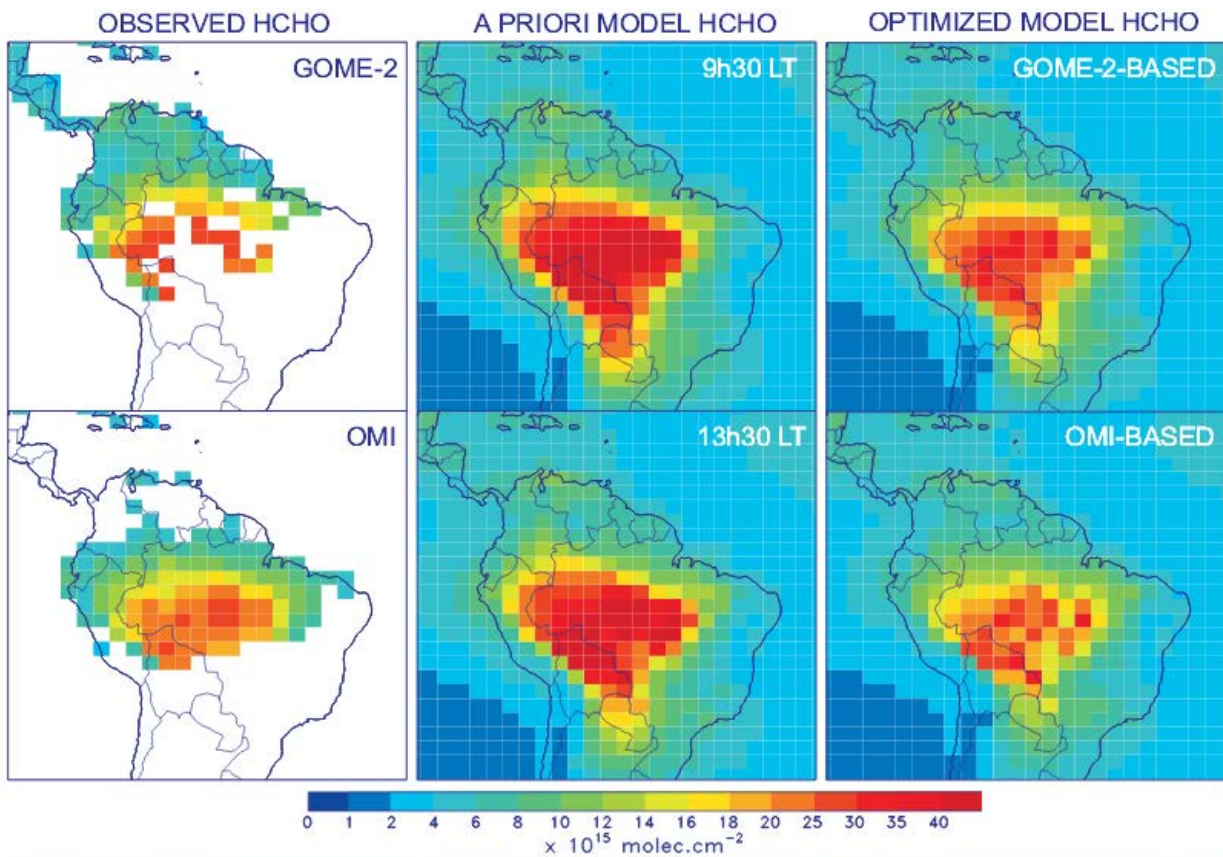 OBSERVED HCHO
A PRIORI MODEL HCHO
OPTIMIZED MODEL HCHO
GOME-2
9h30 LT
GOME-2-BASED
OMI
13h30 LT
OMI-BASED
0 1 2 4 6 8 10 12 14 16 18 20 25 30 35 40
x 10¹⁵ molec.cm⁻²